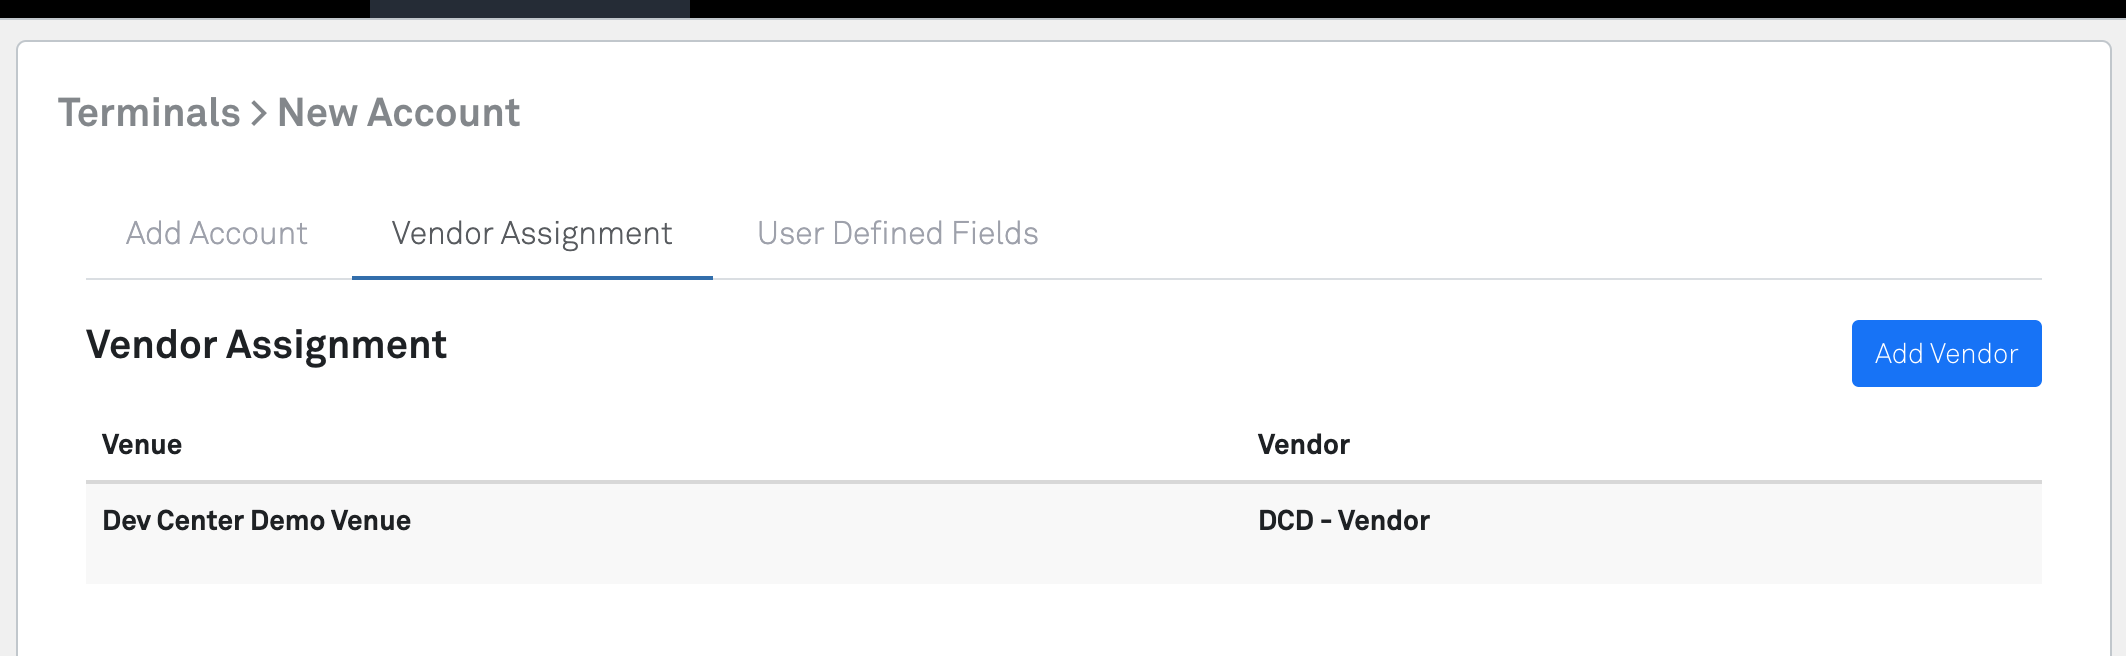 Terminals > New Account
Add Account Vendor Assignment User Defined Fields
Vendor Assignment Add Vendor
Venue Vendor
Dev Center Demo Venue DCD - Vendor